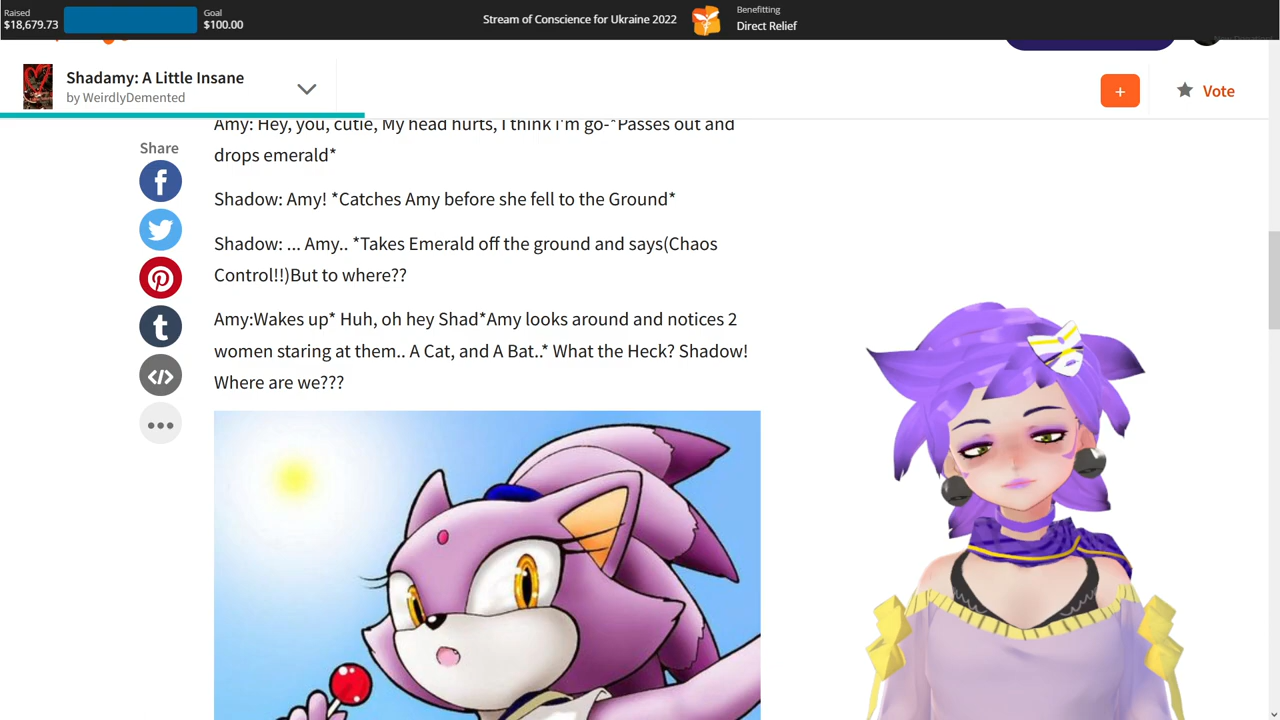 Raised
$18,679.73
Goal
$100.00
Stream of Conscience for Ukraine 2022
Benefitting
Direct Relief
Shadamy: A Little Insane
by WeirdlyDemented
+
Vote
Share
Amy: Hey, you, cutie, My head hurts, I think i'm go-*Passes out and
drops emerald*
Shadow: Amy! *Catches Amy before she fell to the Ground*
Shadow: ... Amy.. *Takes Emerald off the ground and says(Chaos
Control!!)But to where??
Amy:Wakes up* Huh, oh hey Shad*Amy looks around and notices 2
women staring at them.. A Cat, and A Bat..* What the Heck? Shadow!
Where are we???